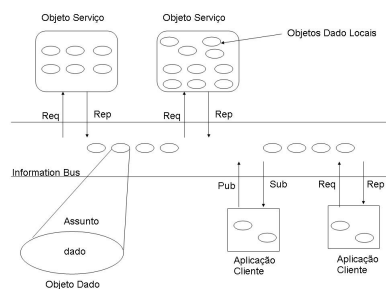 Objeto Serviço
Objeto Serviço
Objetos Dado Locais
Req
Rep
Req
Rep
Information Bus
Pub
Sub
Req
Rep
Assunto
dado
Objeto Dado
Aplicação
Cliente
Aplicação
Cliente